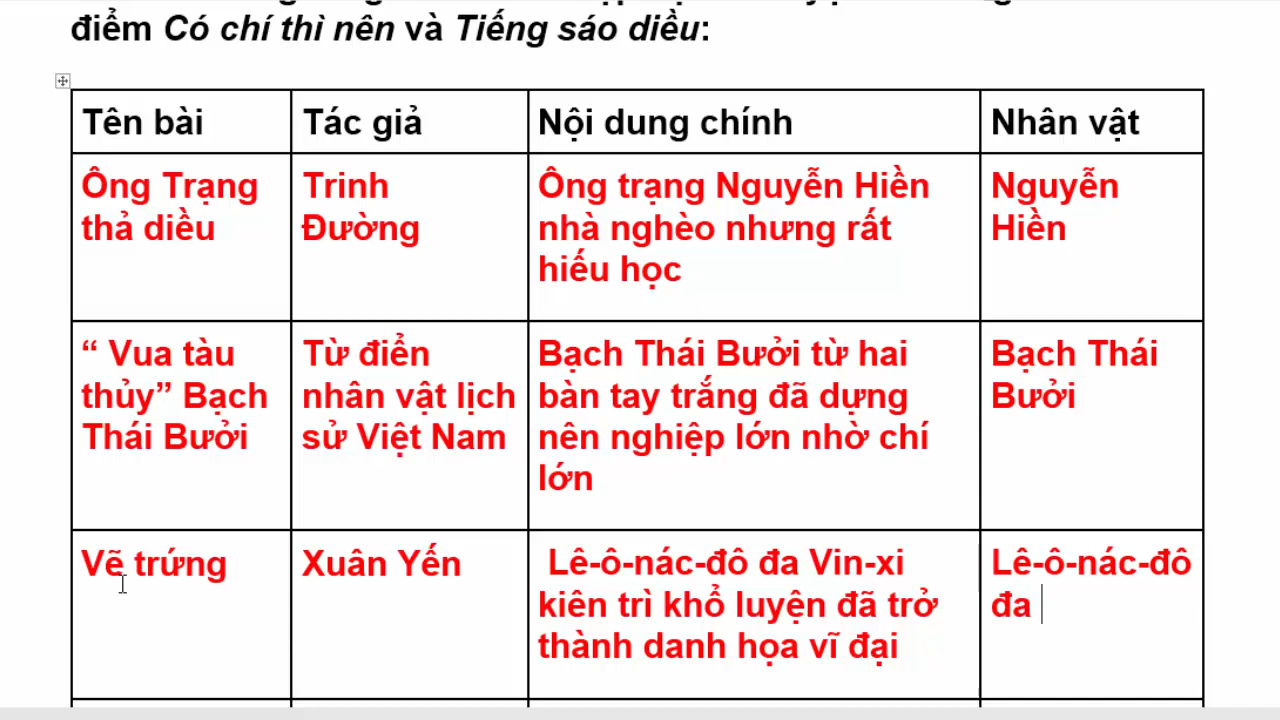 điểm Có chí thì nên và Tiếng sáo diều:
Tên bài
Tác giả
Nội dung chính
Nhân vật
Ông Trạng
thả diều
Trinh
Đường
Ông trạng Nguyễn Hiền
nhà nghèo nhưng rất
hiếu học
Nguyễn
Hiền
“ Vua tàu
thủy” Bạch
Thái Bưởi
Từ điển
nhân vật lịch
sử Việt Nam
Bạch Thái Bưởi từ hai
bàn tay trắng đã dựng
nên nghiệp lớn nhờ chí
lớn
Bạch Thái
Bưởi
Vẽ trứng
Xuân Yến
Lê-ô-nác-đô đa Vin-xi
kiên trì khổ luyện đã trở
thành danh họa vĩ đại
Lê-ô-nác-đô
đa